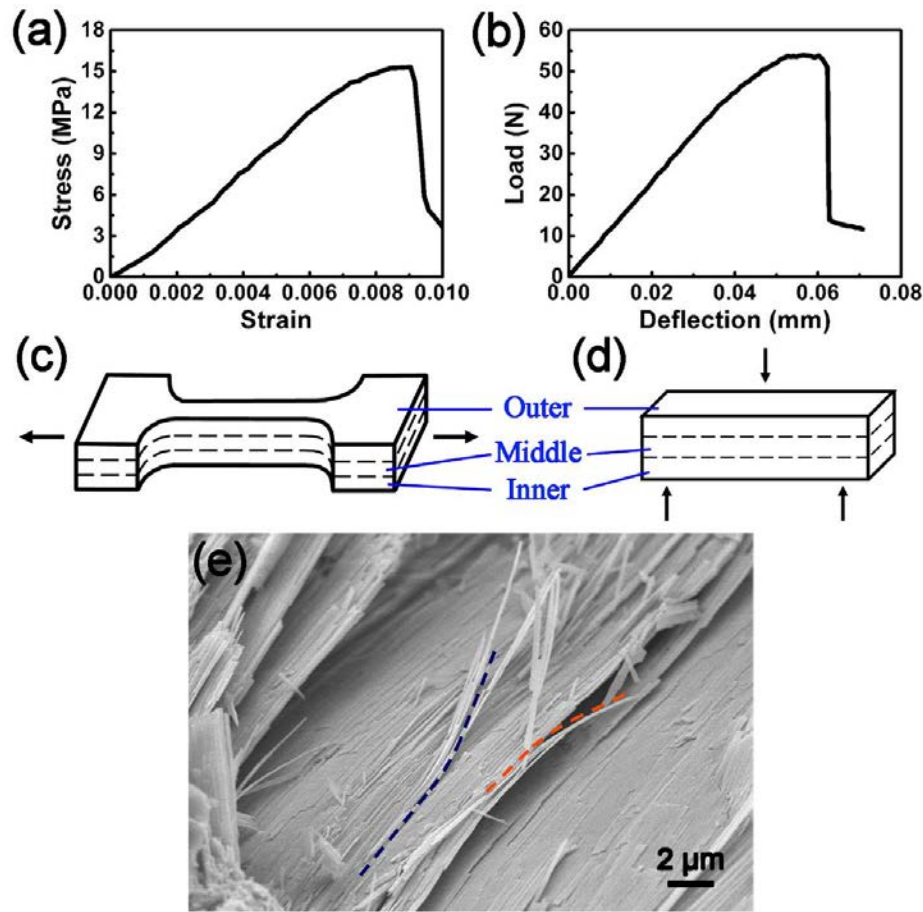 (a)
18
15
12
9
6
3
0
Stress (MPa)
0.000 0.002 0.004 0.006 0.008 0.010
Strain
(b)
60
50
40
30
20
10
0
Load (N)
0.00 0.02 0.04 0.06 0.08
Deflection (mm)
(c)
(d)
Outer
Middle
Inner
(e)
2 μm